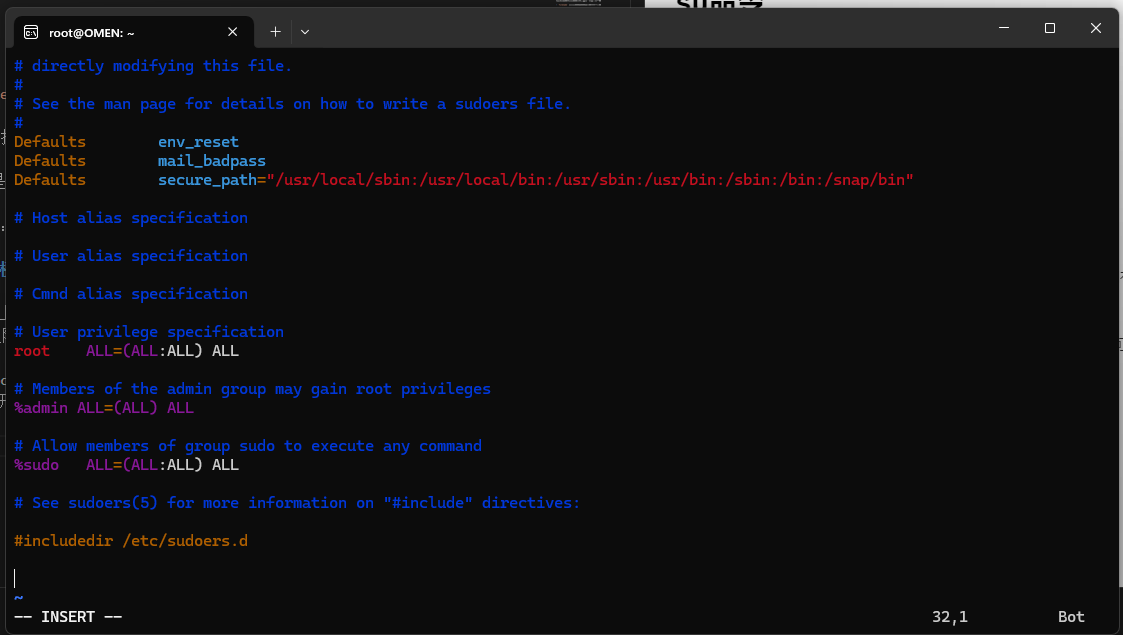 root@OMEN: ~
# directly modifying this file.
#
# See the man page for details on how to write a sudoers file.
#
Defaults        env_reset
Defaults        mail_badpass
Defaults        secure_path="/usr/local/sbin:/usr/local/bin:/usr/sbin:/usr/bin:/sbin:/bin:/snap/bin"
# Host alias specification
# User alias specification
# Cmnd alias specification
# User privilege specification
root    ALL=(ALL:ALL) ALL
# Members of the admin group may gain root privileges
%admin ALL=(ALL) ALL
# Allow members of group sudo to execute any command
%sudo   ALL=(ALL:ALL) ALL
# See sudoers(5) for more information on "#include" directives:
#includedir /etc/sudoers.d
~
-- INSERT --                                                                                          32,1          Bot